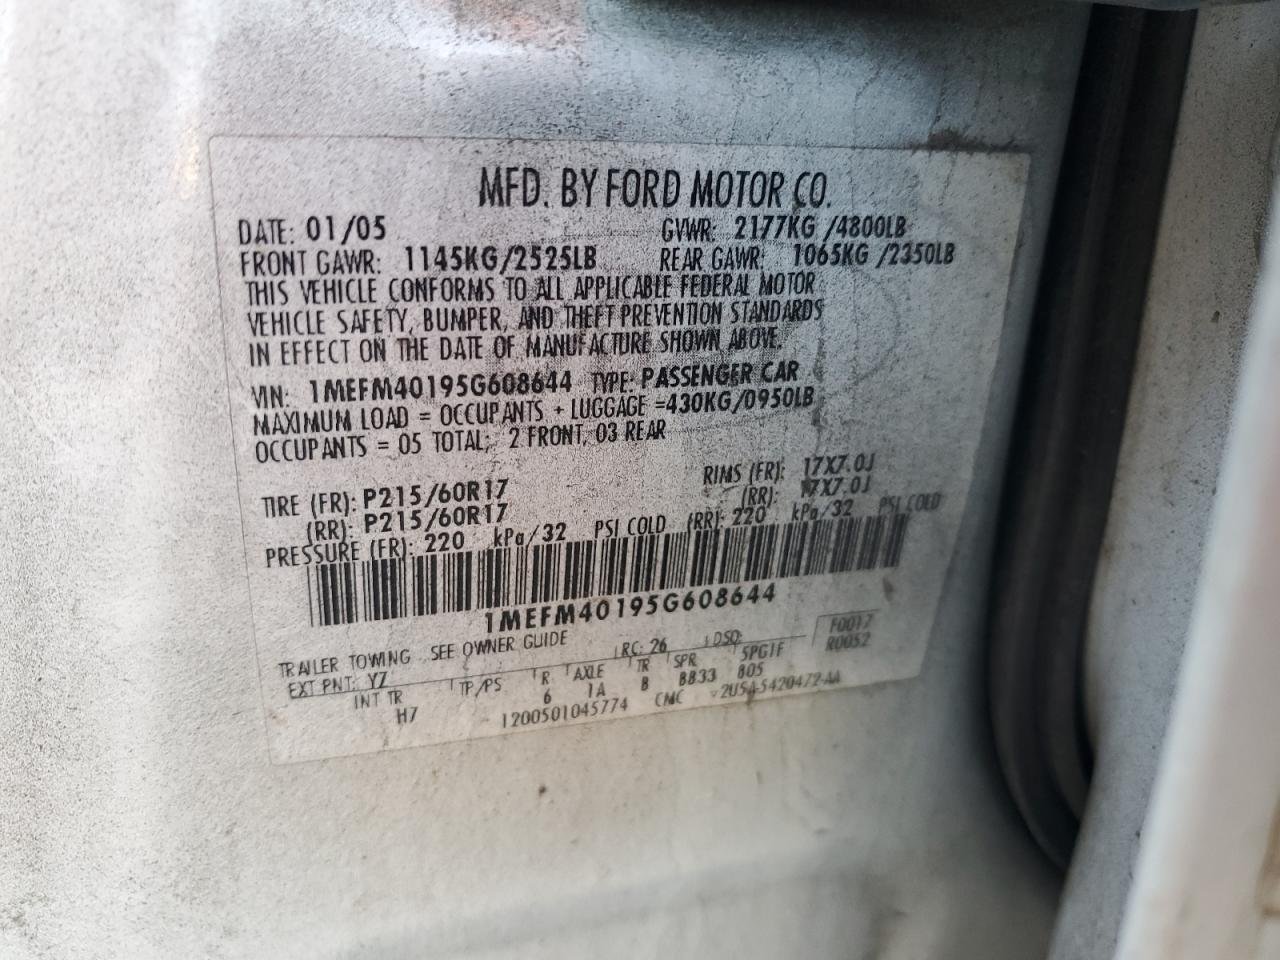 MFD. BY FORD MOTOR CO.
DATE: 01/05 GVWR: 2177KG /4800LB
FRONT GAWR: 1145KG/2525LB REAR GAWR: 1065KG /2350LB
THIS VEHICLE CONFORMS TO ALL APPLICABLE FEDERAL MOTOR
VEHICLE SAFETY, BUMPER, AND THEFT PREVENTION STANDARDS
IN EFFECT ON THE DATE OF MANUFACTURE SHOWN ABOVE.
VIN: 1MEFM40195G608644 TYPE: PASSENGER CAR
MAXIMUM LOAD = OCCUPANTS + LUGGAGE =430KG/0950LB
OCCUPANTS = 05 TOTAL; 2 FRONT, 03 REAR
TIRE (FR): P215/60R17 RIMS (FR): 17X7.0J
(RR): P215/60R17 (RR): 17X7.0J
PRESSURE (FR): 220 kPa/32 PSI COLD (RR): 220 kPa/32 PSI COLD
1MEFM40195G608644
TRAILER TOWING SEE OWNER GUIDE
EXT PNT: YZ RC: 26 DSO: F0017
INT TR TP/PS R AXLE TR SPR 5PG1F R0052
H7 6 1A B 8833 805
1200501045774 CMC 2U5A-5420472-AA